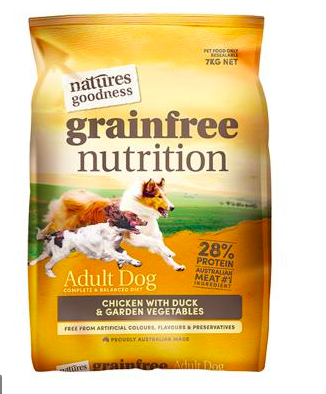 PET FOOD ONLY
RESEALABLE
7KG NET
natures
goodness
grainfree
nutrition
28%
PROTEIN
AUSTRALIAN
MEAT #1
INGREDIENT
Adult Dog
COMPLETE & BALANCED DIET
CHICKEN WITH DUCK
& GARDEN VEGETABLES
FREE FROM ARTIFICIAL COLOURS, FLAVOURS & PRESERVATIVES
PROUDLY AUSTRALIAN MADE
natures grainfree Adult Dog